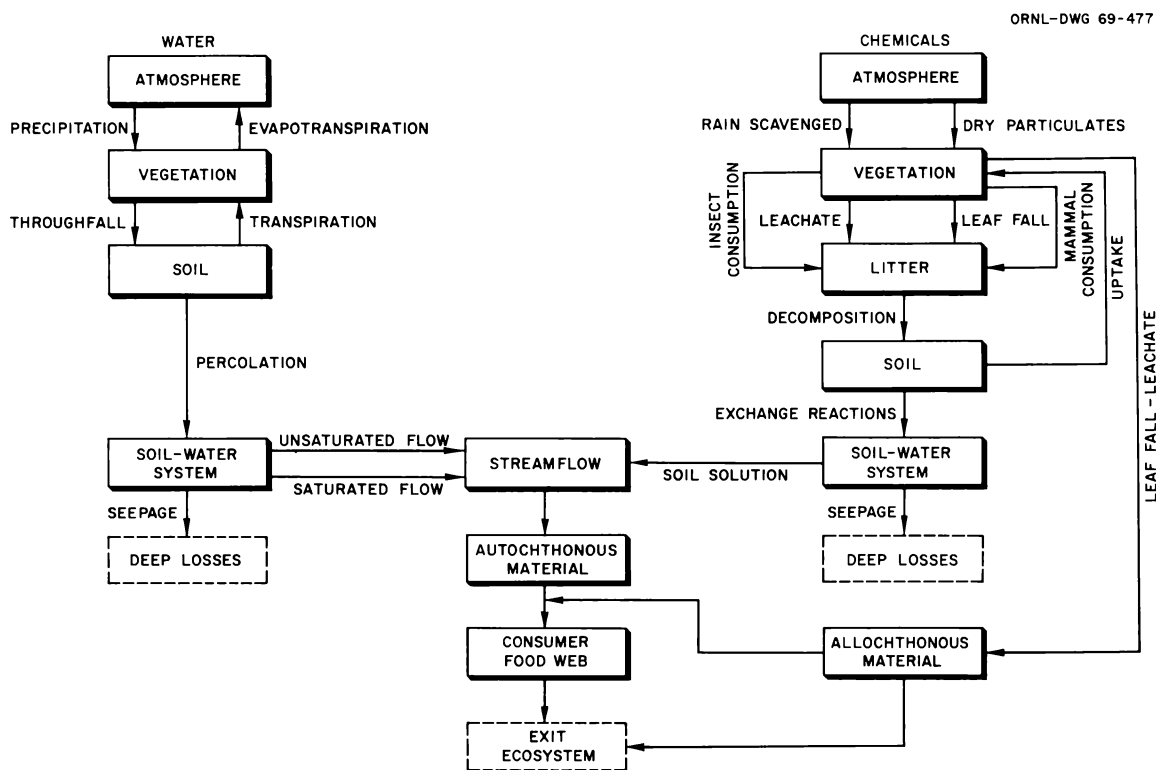 ORNL-DWG 69-477
WATER
ATMOSPHERE
PRECIPITATION
EVAPOTRANSPIRATION
VEGETATION
THROUGHFALL
TRANSPIRATION
SOIL
PERCOLATION
SOIL-WATER
SYSTEM
SEEPAGE
DEEP LOSSES
UNSATURATED FLOW
SATURATED FLOW
STREAMFLOW
AUTOCHTHONOUS
MATERIAL
CONSUMER
FOOD WEB
EXIT
ECOSYSTEM
CHEMICALS
ATMOSPHERE
RAIN SCAVENGED
DRY PARTICULATES
VEGETATION
INSECT
CONSUMPTION
LEACHATE
LEAF FALL
MAMMAL
CONSUMPTION
UPTAKE
LITTER
DECOMPOSITION
SOIL
EXCHANGE REACTIONS
SOIL-WATER
SYSTEM
SOIL SOLUTION
SEEPAGE
DEEP LOSSES
LEAF FALL - LEACHATE
ALLOCHTHONOUS
MATERIAL